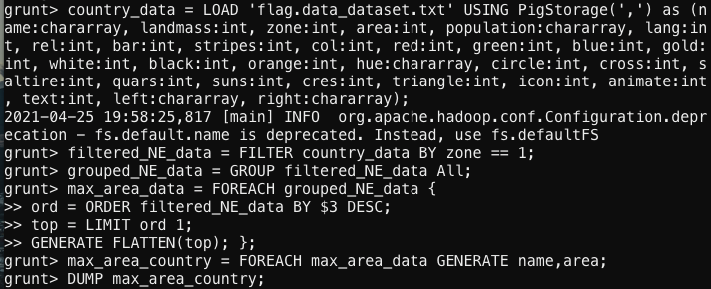 grunt> country_data = LOAD 'flag.data_dataset.txt' USING PigStorage(',') as (n
ame:chararray, landmass:int, zone:int, area:int, population:chararray, lang:in
t, rel:int, bar:int, stripes:int, col:int, red:int, green:int, blue:int, gold:
int, white:int, black:int, orange:int, hue:chararray, circle:int, cross:int, s
altire:int, quars:int, suns:int, cres:int, triangle:int, icon:int, animate:int
, text:int, left:chararray, right:chararray);
2021-04-25 19:58:25,817 [main] INFO  org.apache.hadoop.conf.Configuration.depr
ecation - fs.default.name is deprecated. Instead, use fs.defaultFS
grunt> filtered_NE_data = FILTER country_data BY zone == 1;
grunt> grouped_NE_data = GROUP filtered_NE_data All;
grunt> max_area_data = FOREACH grouped_NE_data {
>> ord = ORDER filtered_NE_data BY $3 DESC;
>> top = LIMIT ord 1;
>> GENERATE FLATTEN(top); };
grunt> max_area_country = FOREACH max_area_data GENERATE name,area;
grunt> DUMP max_area_country;